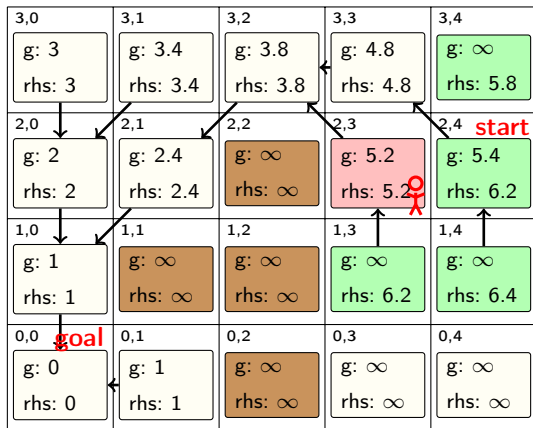 3,0 3,1 3,2 3,3 3,4
g: 3 g: 3.4 g: 3.8 g: 4.8 g: ∞
rhs: 3 rhs: 3.4 rhs: 3.8 rhs: 4.8 rhs: 5.8
2,0 2,1 2,2 2,3 2,4 start
g: 2 g: 2.4 g: ∞ g: 5.2 g: 5.4
rhs: 2 rhs: 2.4 rhs: ∞ rhs: 5.2 rhs: 6.2
1,0 1,1 1,2 1,3 1,4
g: 1 g: ∞ g: ∞ g: ∞ g: ∞
rhs: 1 rhs: ∞ rhs: ∞ rhs: 6.2 rhs: 6.4
0,0 goal 0,1 0,2 0,3 0,4
g: 0 g: 1 g: ∞ g: ∞ g: ∞
rhs: 0 rhs: 1 rhs: ∞ rhs: ∞ rhs: ∞